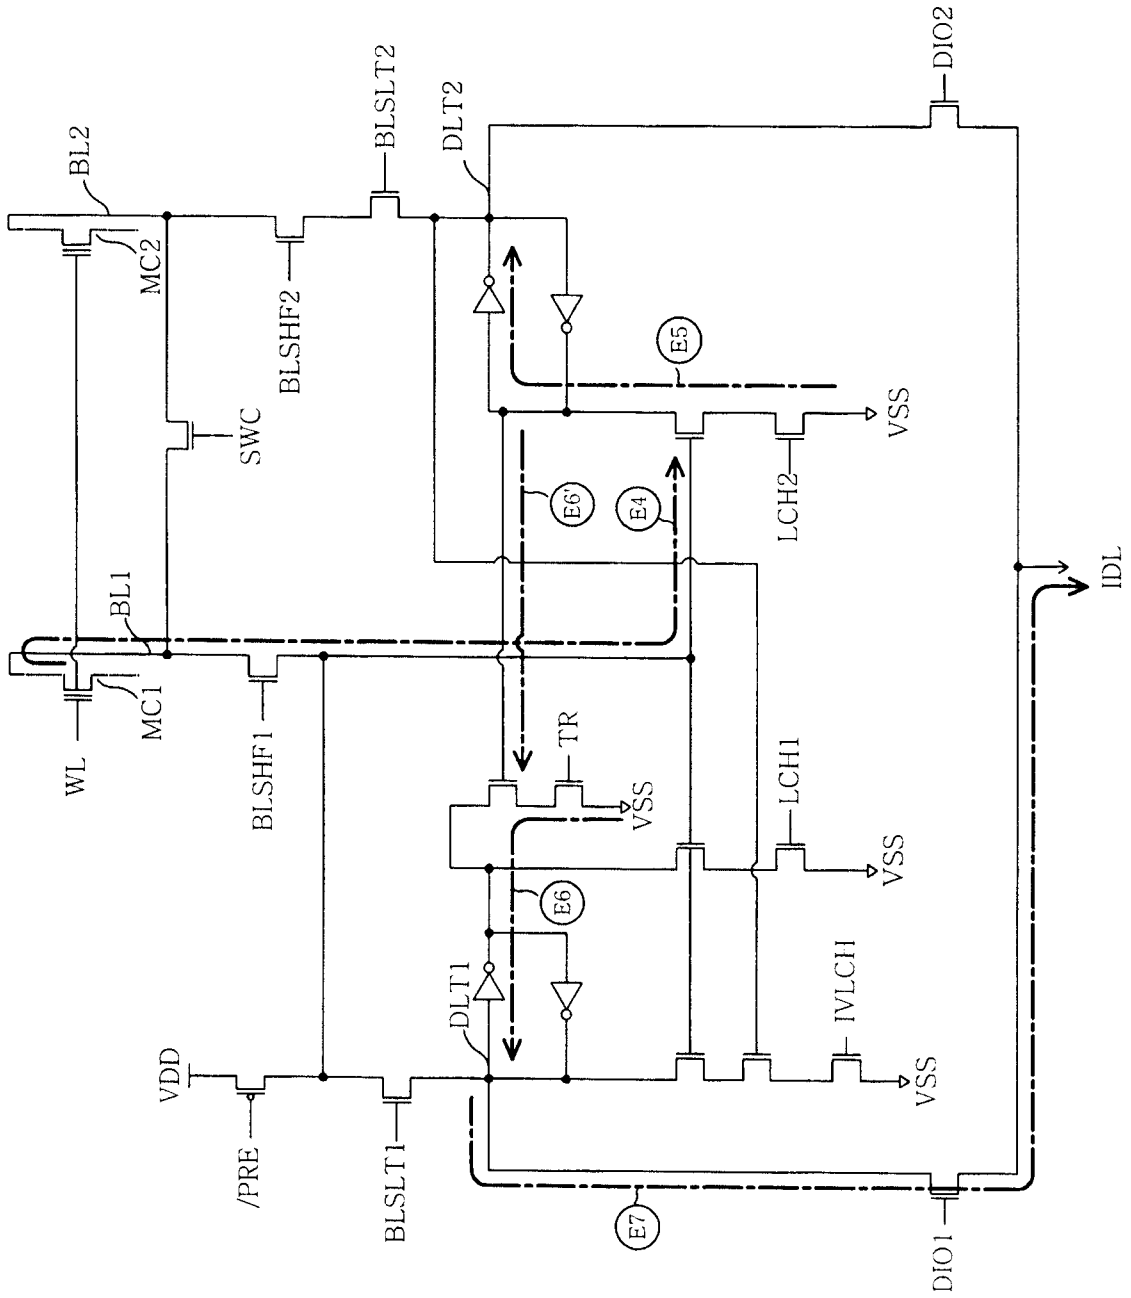 BL2
BLSLT2
DLT2
DIO2
MC2
BLSHF2
SWC
E5
VSS
E6'
E4
LCH2
BL1
IDL
WL
MC1
BLSHF1
TR
VSS
LCH1
VSS
E6
DLT1
IVLCH
VDD
VSS
/PRE
BLSLT1
E7
DIO1